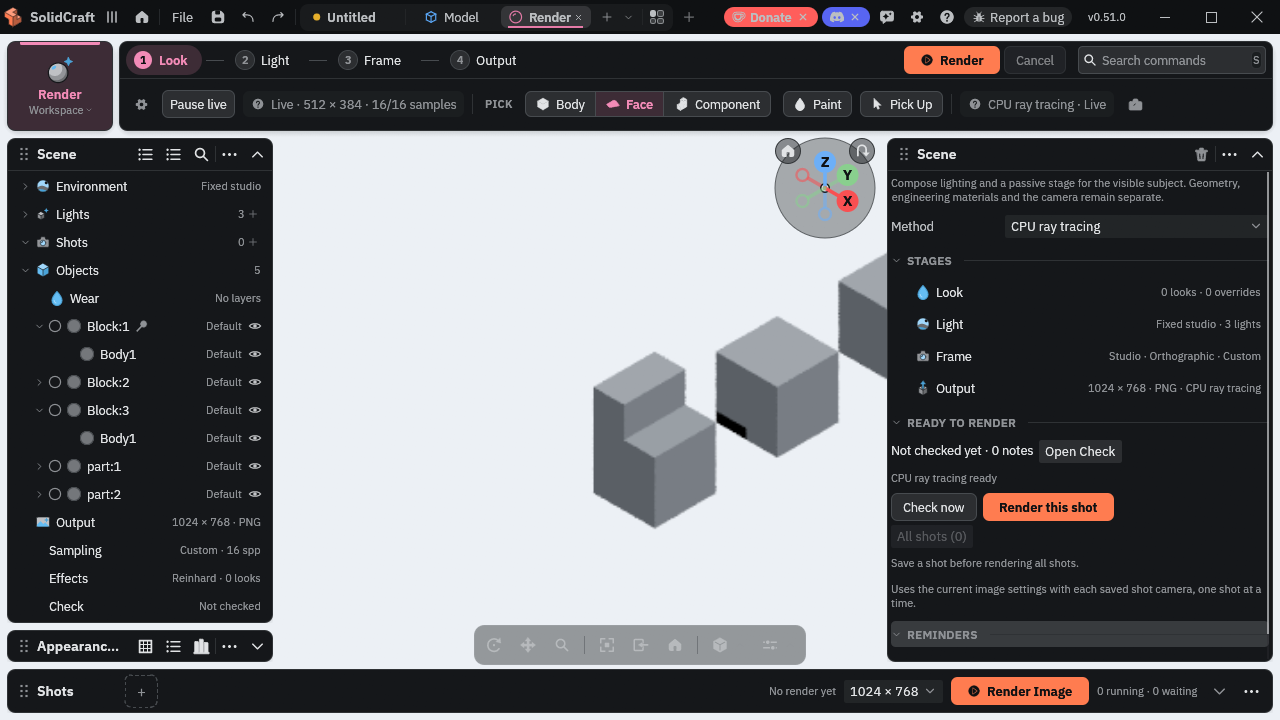 SolidCraft
File
Untitled
Model
Render
Donate
Report a bug
v0.51.0
Render
Workspace
1 Look
2 Light
3 Frame
4 Output
Render
Cancel
Search commands
S
Pause live
Live · 512 × 384 · 16/16 samples
PICK
Body
Face
Component
Paint
Pick Up
CPU ray tracing · Live
Scene
Environment
Fixed studio
Lights
3
Shots
0
Objects
5
Wear
No layers
Block:1
Default
Body1
Default
Block:2
Default
Block:3
Default
Body1
Default
part:1
Default
part:2
Default
Output
1024 × 768 · PNG
Sampling
Custom · 16 spp
Effects
Reinhard · 0 looks
Check
Not checked
Appearanc...
Z
Y
X
Scene
Compose lighting and a passive stage for the visible subject. Geometry,
engineering materials and the camera remain separate.
Method
CPU ray tracing
STAGES
Look
0 looks · 0 overrides
Light
Fixed studio · 3 lights
Frame
Studio · Orthographic · Custom
Output
1024 × 768 · PNG · CPU ray tracing
READY TO RENDER
Not checked yet · 0 notes
Open Check
CPU ray tracing ready
Check now
Render this shot
All shots (0)
Save a shot before rendering all shots.
Uses the current image settings with each saved shot camera, one shot at a
time.
REMINDERS
Shots
No render yet
1024 × 768
Render Image
0 running · 0 waiting